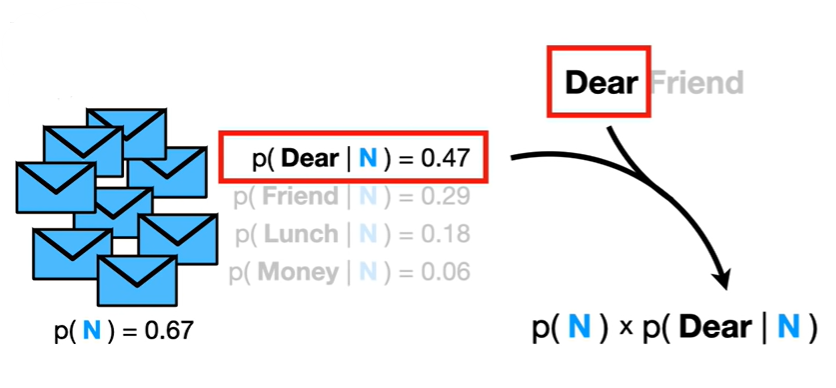 Dear Friend
p( Dear | N ) = 0.47
p( Friend | N ) = 0.29
p( Lunch | N ) = 0.18
p( Money | N ) = 0.06
p( N ) = 0.67
p( N ) x p( Dear | N )